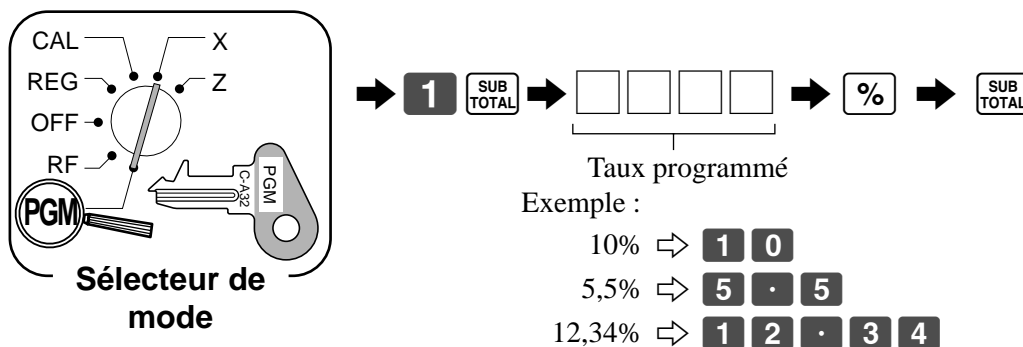 CAL
X
REG
Z
OFF
RF
PGM
C-A32
PGM
Sélecteur de
mode
1 SUB TOTAL % SUB TOTAL
Taux programmé
Exemple :
10% 1 0
5,5% 5 · 5
12,34% 1 2 · 3 4